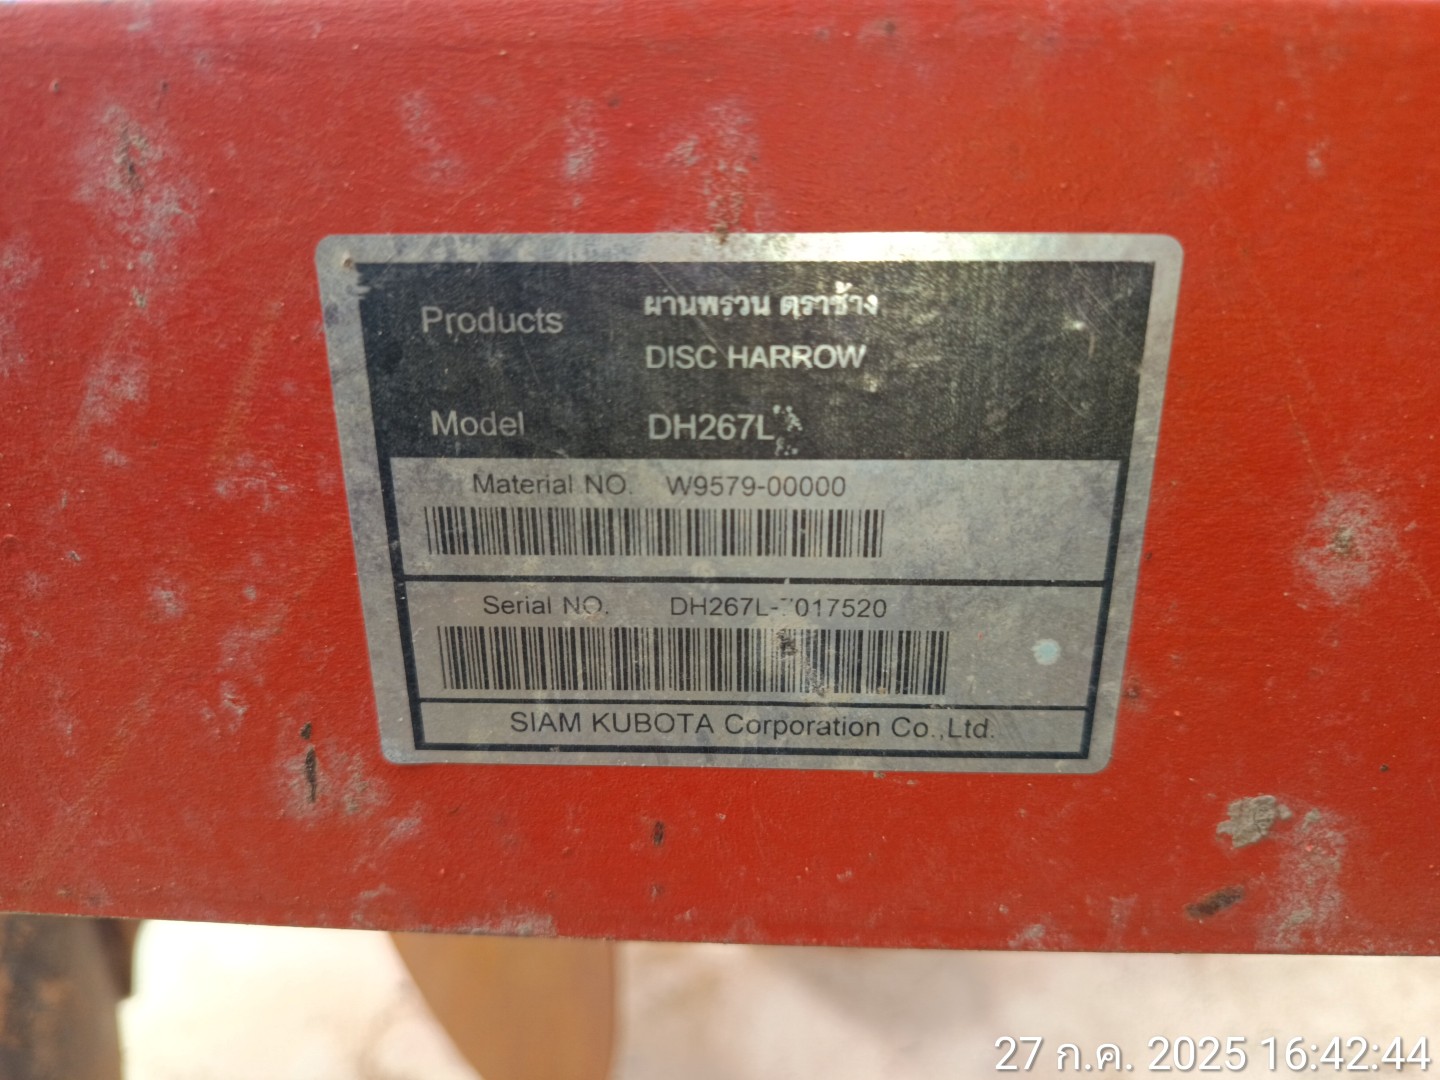 Products ผานพรวน ตราช้าง
DISC HARROW
Model DH267L
Material NO. W9579-00000
Serial NO.
SIAM KUBOTA Corporation Co.,Ltd.
27 ก.ค. 2025 16:42:44